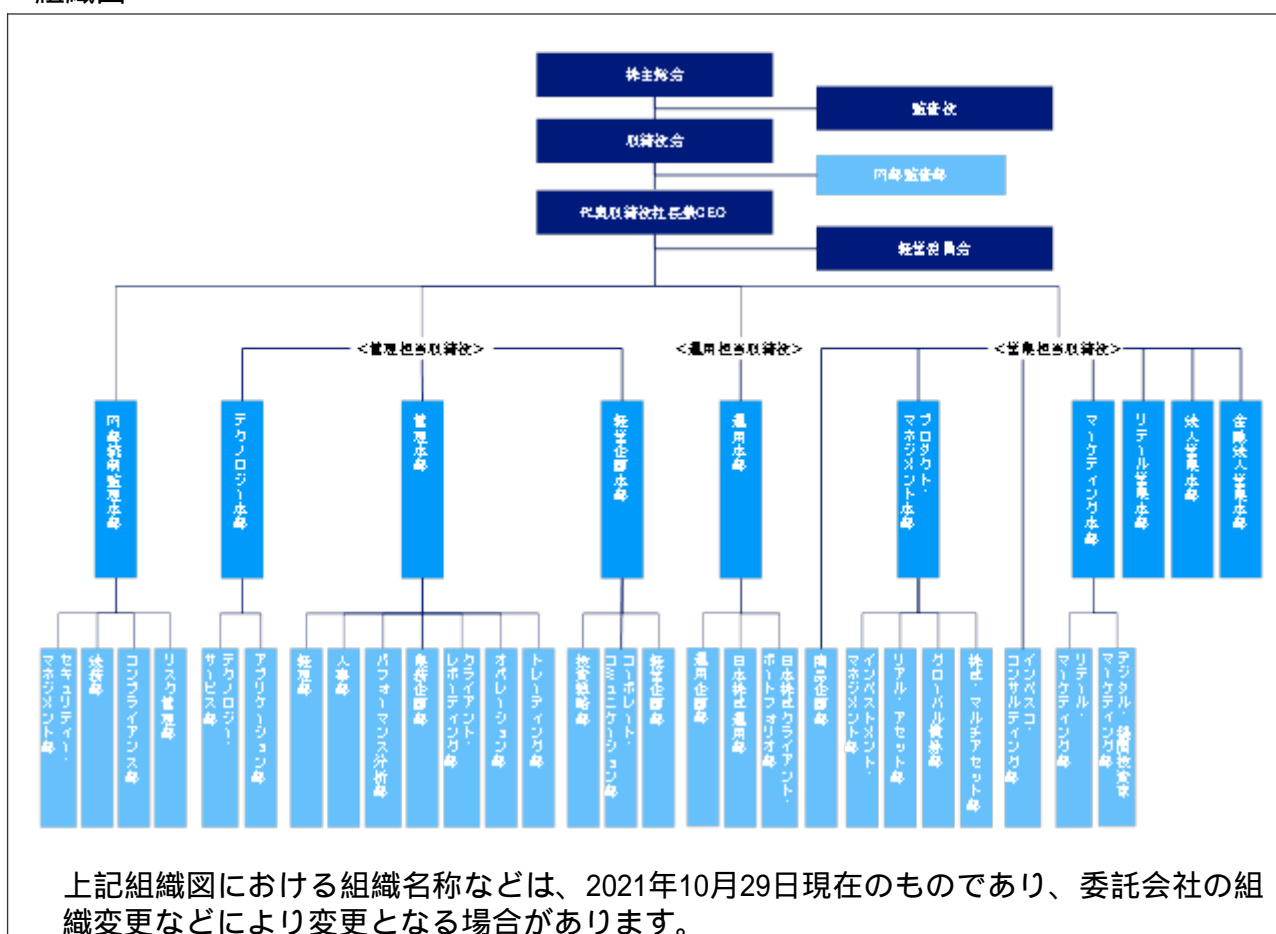 組織図
株主総会
監査役
取締役会
内部監査部
代表取締役社長兼CEO
経営委員会
<管理担当取締役>
<運用担当取締役>
<営業担当取締役>
内部統制監理本部
テクノロジー本部
管理本部
経営企画本部
運用本部
プロダクト・
マネジメント本部
マーケティング本部
リテール営業本部
法人営業本部
金融法人営業本部
セキュリティー・
マネジメント部
法務部
コンプライアンス部
リスク管理部
テクノロジー・
サービス部
アプリケーション部
経理部
人事部
パフォーマンス分析部
業務企画部
クライアント・
レポーティング部
オペレーション部
トレーディング部
投資戦略部
コーポレート・
コミュニケーション部
経営企画部
運用企画部
日本株式運用部
日本株式クライアント・
ポートフォリオ部
商品企画部
インベストメント・
マネジメント部
リアル・アセット部
グローバル債券部
株式・マルチアセット部
インベスコ・
コンサルティング部
リテール・
マーケティング部
デジタル・機関投資家
マーケティング部
上記組織図における組織名称などは、2021年10月29日現在のものであり、委託会社の組
織変更などにより変更となる場合があります。